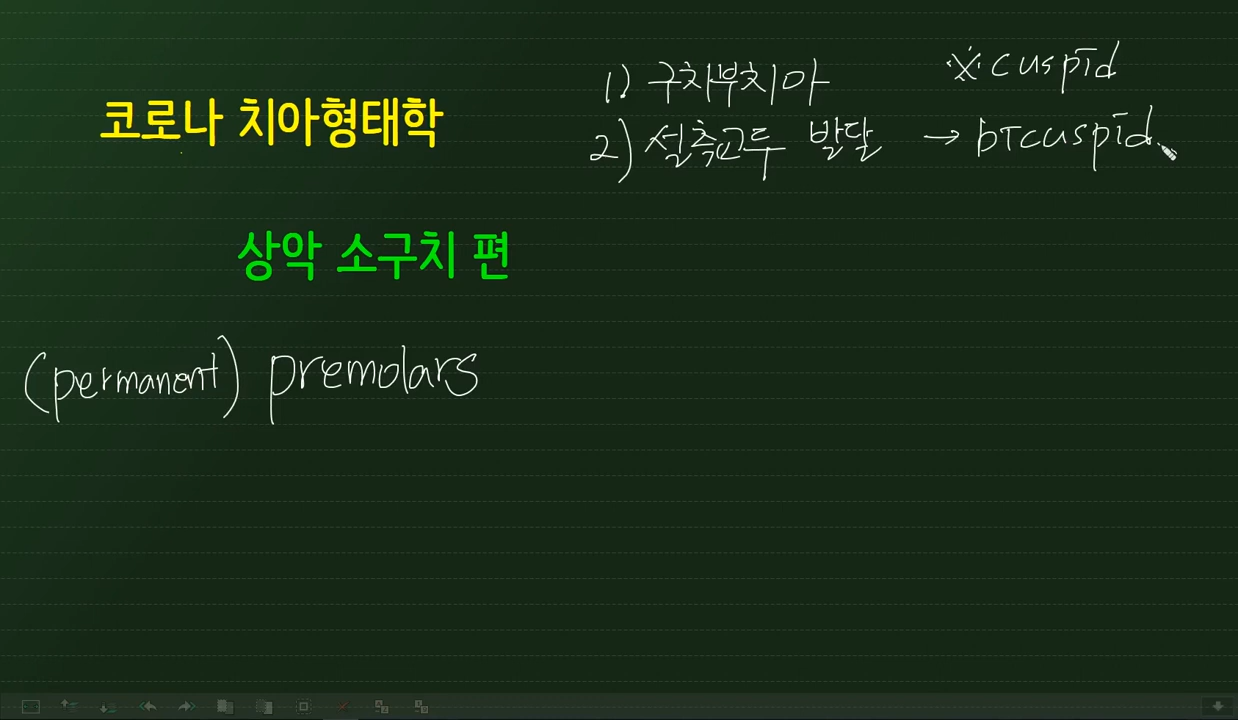 코로나 치아형태학
상악 소구치 편
(permanent) premolars
1) 구치부치아
※ cuspid
2) 설측교두 발달 → bicuspid